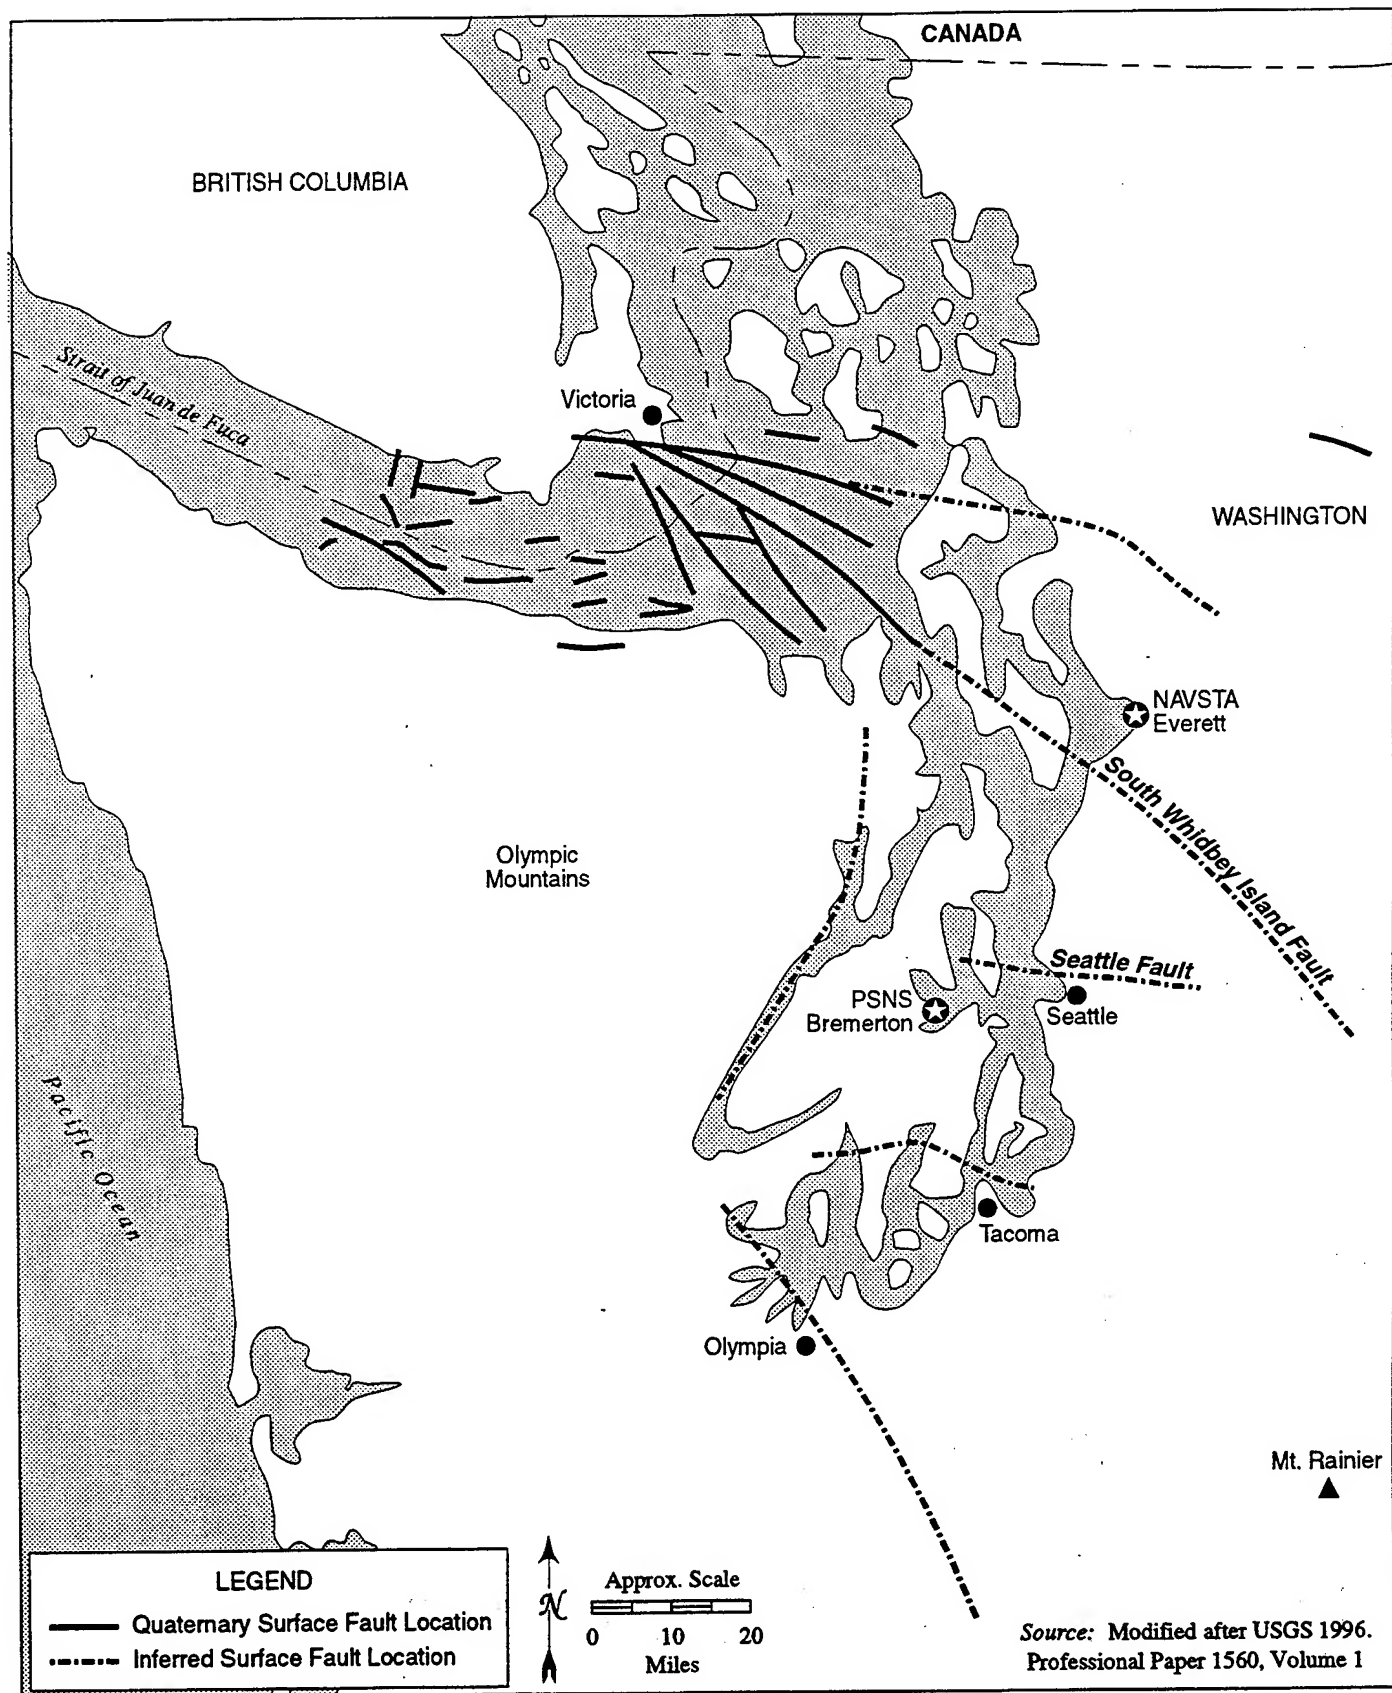 CANADA
BRITISH COLUMBIA
Strait of Juan de Fuca
Victoria
WASHINGTON
NAVSTA
Everett
South Whidbey Island Fault
Olympic
Mountains
Seattle Fault
PSNS
Bremerton
Seattle
Pacific Ocean
Tacoma
Olympia
Mt. Rainier
LEGEND
Quaternary Surface Fault Location
Inferred Surface Fault Location
N
Approx. Scale
0 10 20
Miles
Source: Modified after USGS 1996.
Professional Paper 1560, Volume 1